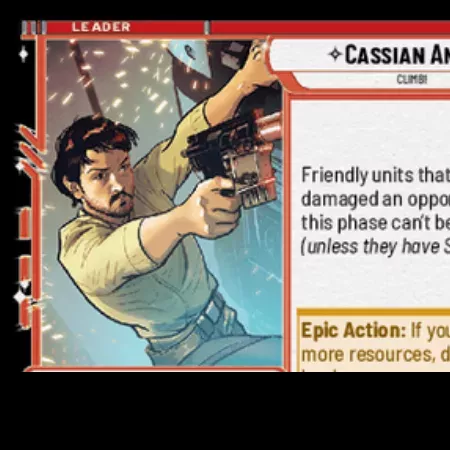 LEADER
CASSIAN AN
CLIMB!
Friendly units that
damaged an oppo
this phase can't be
(unless they have S
Epic Action: If you
more resources, d